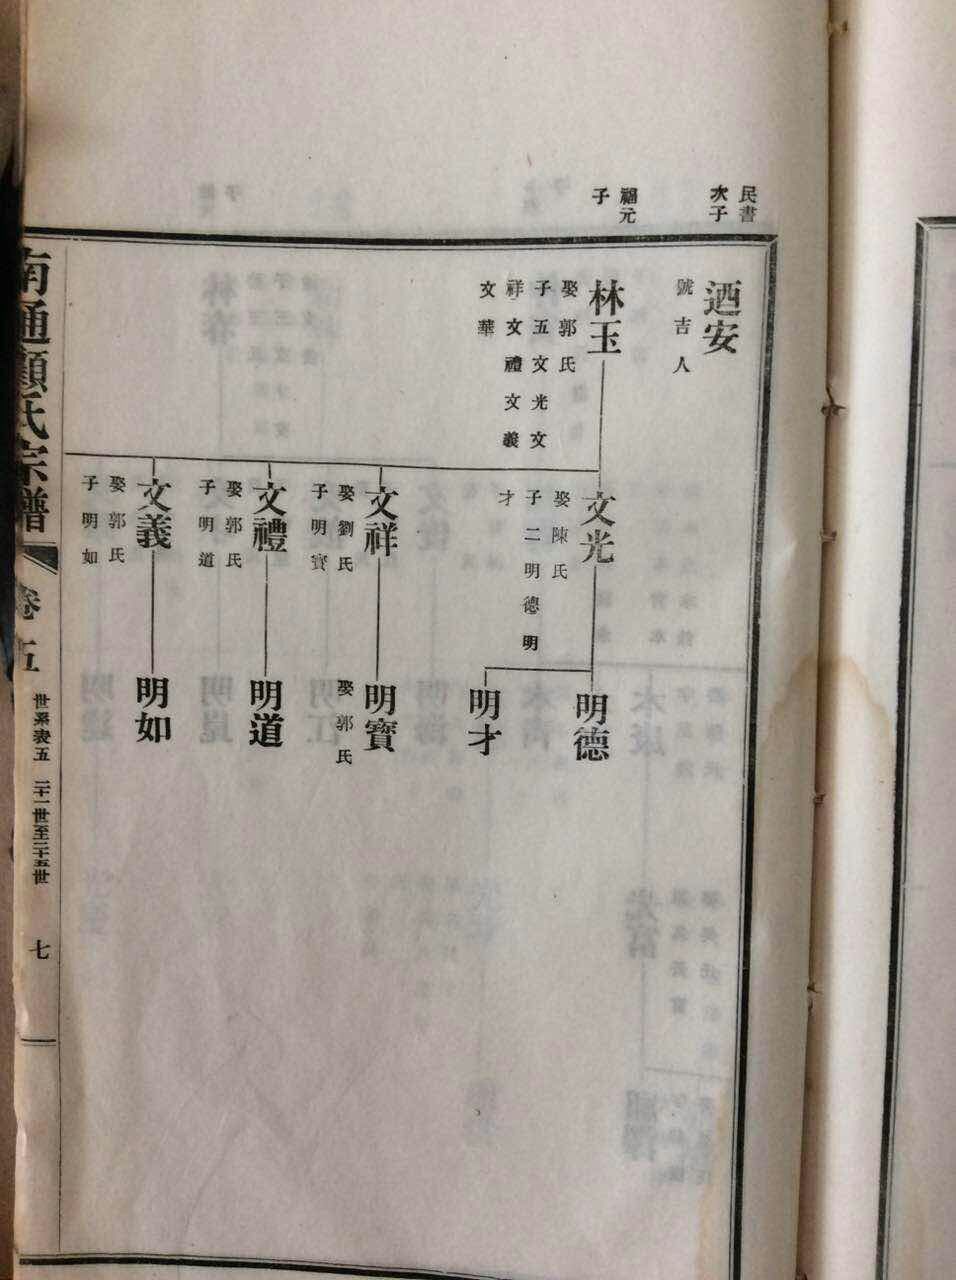 民書
次子
福元
子
迺安
號吉人
林玉
娶郭氏
子五文光文
祥文禮文義
文華
文光
娶陳氏
子二明德明
才
文祥
娶劉氏
子明寶
文禮
娶郭氏
子明道
文義
娶郭氏
子明如
明德
明才
明寶
娶郭氏
明道
明如
南通顧氏宗譜
卷五
世系表五
二十一世至二十五世
七